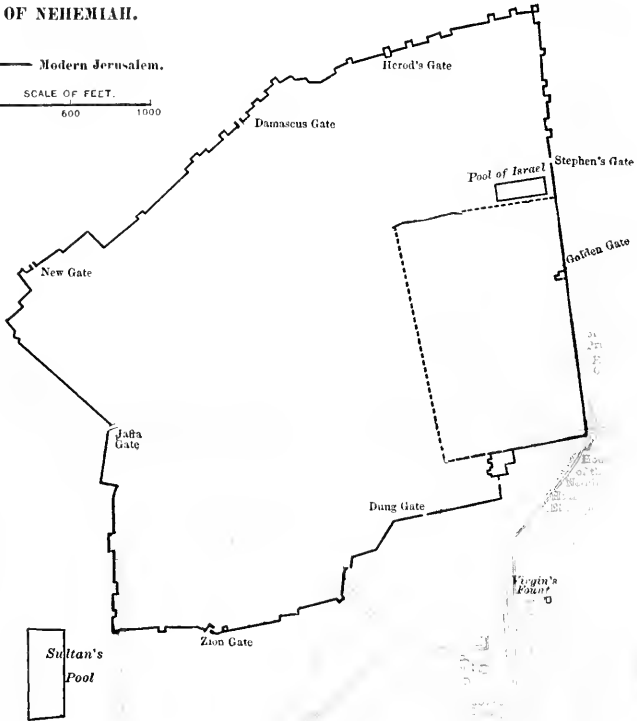 OF NEHEMIAH.
Modern Jerusalem.
SCALE OF FEET.
600 1000
Herod's Gate
Damascus Gate
Stephen's Gate
Pool of Israel
Golden Gate
New Gate
Jaffa
Gate
Dung Gate
Virgin's
Fount
Zion Gate
Sultan's
Pool